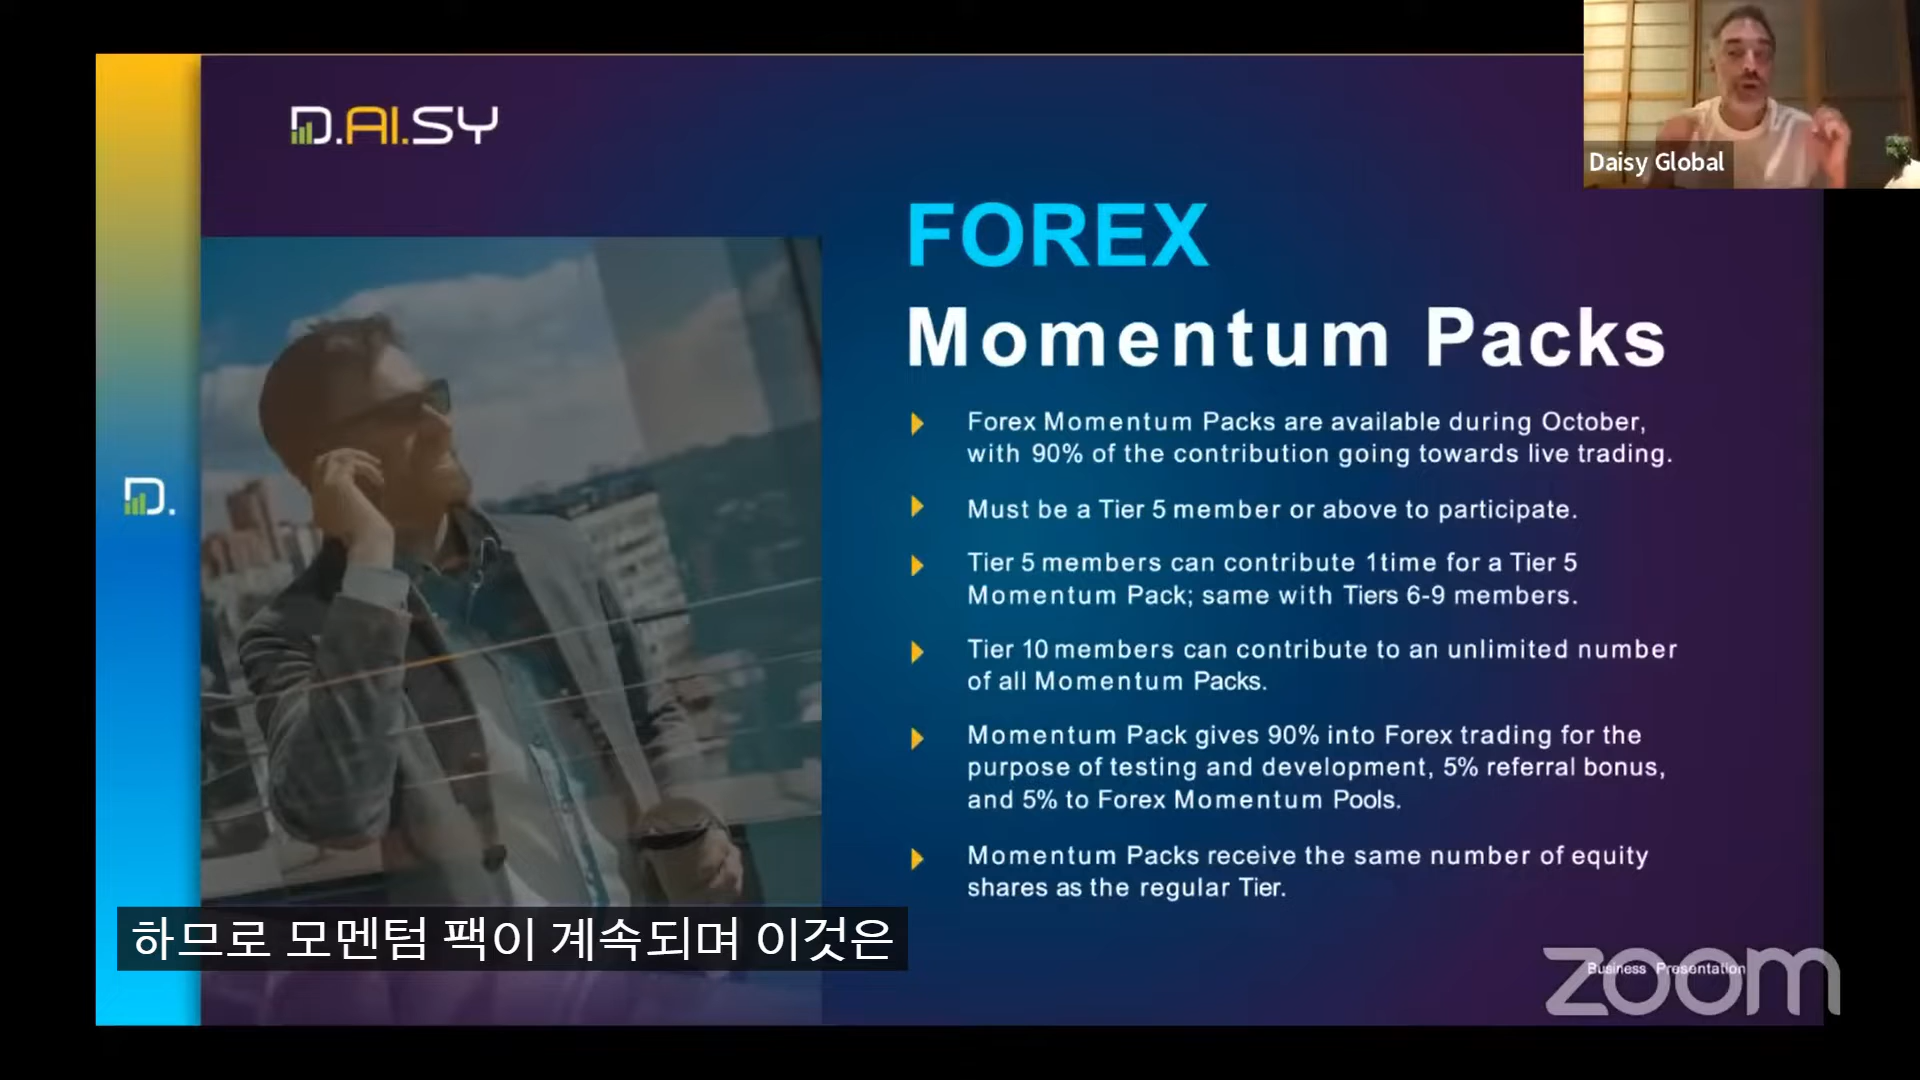 D.AI.SY
Daisy Global
FOREX
Momentum Packs
Forex Momentum Packs are available during October,
with 90% of the contribution going towards live trading.
Must be a Tier 5 member or above to participate.
Tier 5 members can contribute 1time for a Tier 5
Momentum Pack; same with Tiers 6-9 members.
Tier 10 members can contribute to an unlimited number
of all Momentum Packs.
D.
Momentum Pack gives 90% into Forex trading for the
purpose of testing and development, 5% referral bonus,
and 5% to Forex Momentum Pools.
Momentum Packs receive the same number of equity
shares as the regular Tier.
하므로 모멘텀 팩이 계속되며 이것은
Business Presentation
zoom